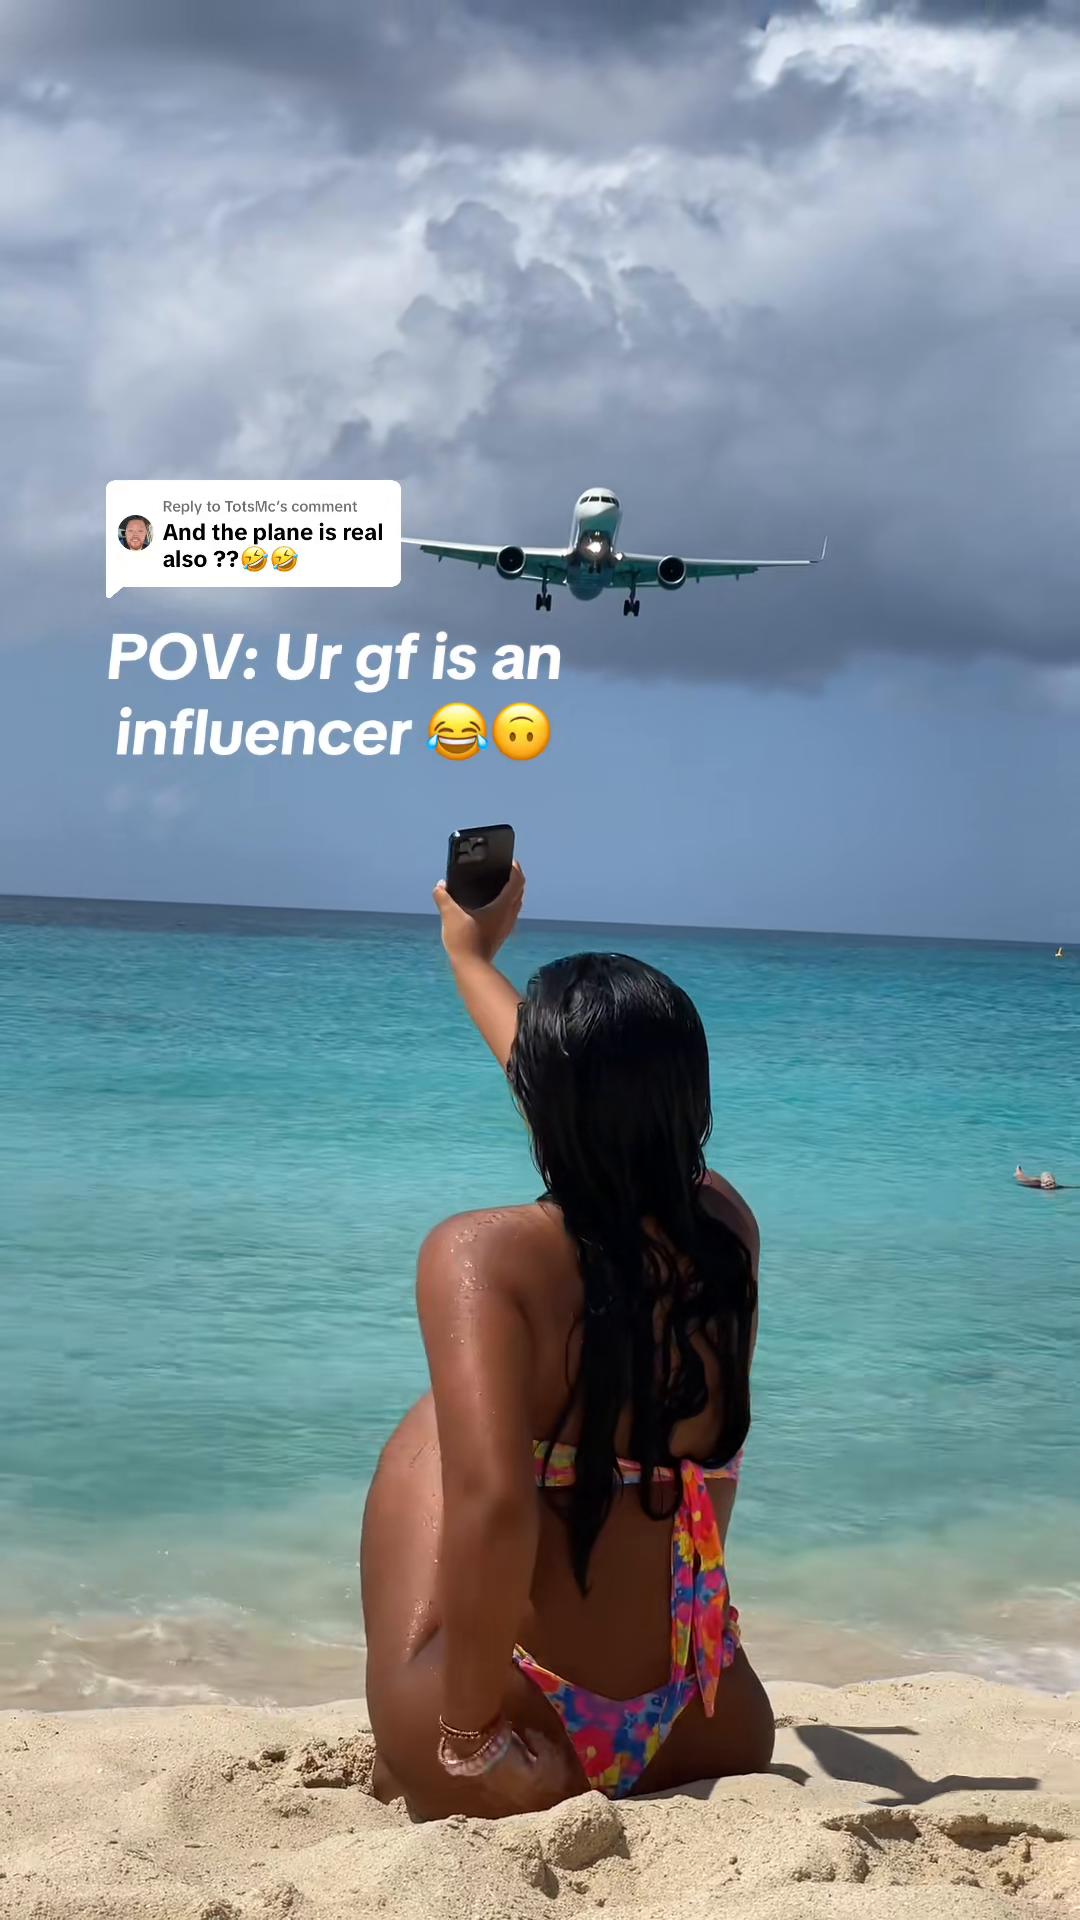 Reply to TotsMc's comment
And the plane is real
also ??🤣🤣
POV: Ur gf is an
influencer 😂🙃